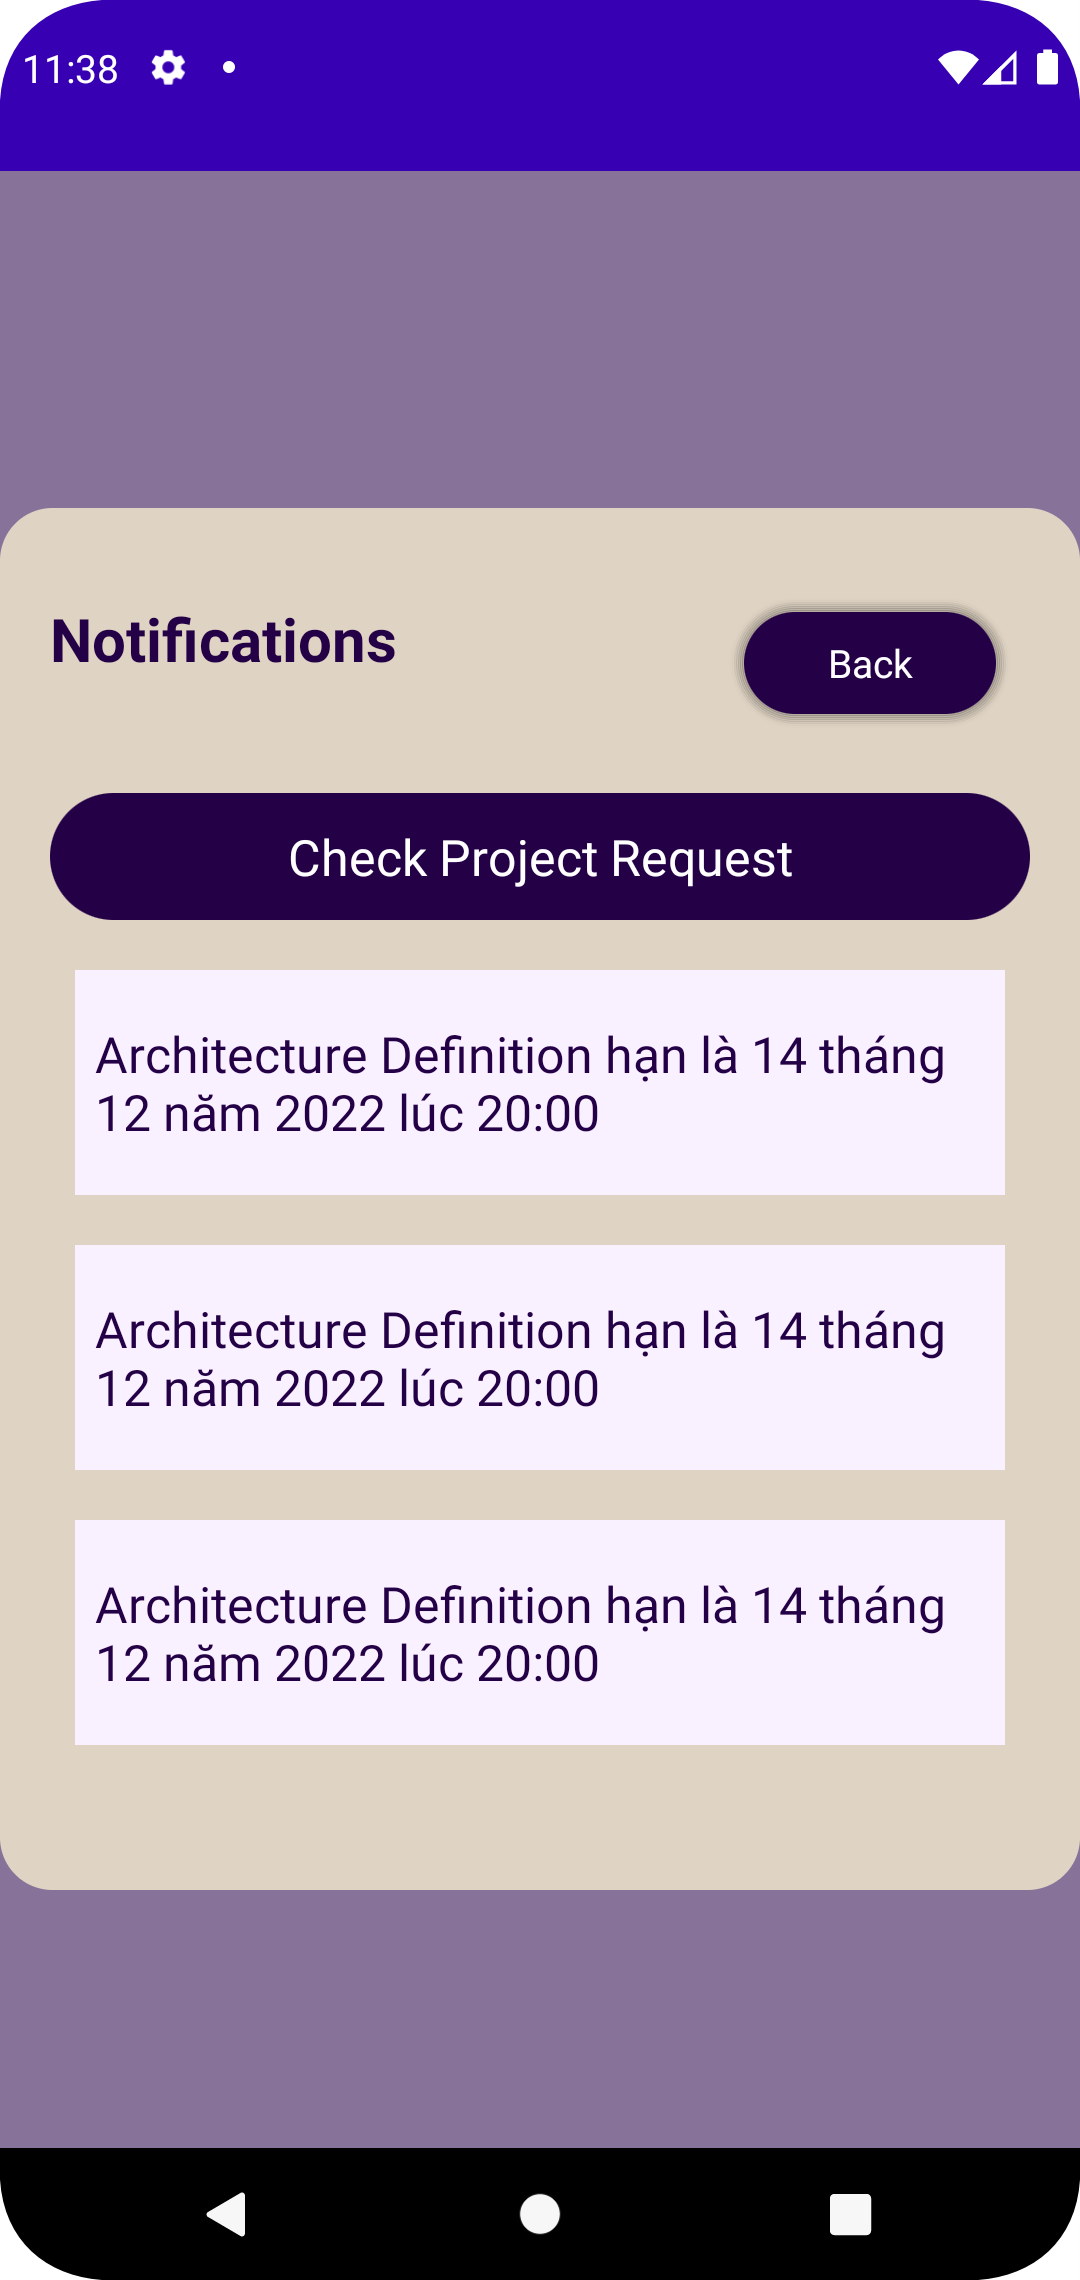 11:38
Notifications
Back
Check Project Request
Architecture Definition hạn là 14 tháng
12 năm 2022 lúc 20:00
Architecture Definition hạn là 14 tháng
12 năm 2022 lúc 20:00
Architecture Definition hạn là 14 tháng
12 năm 2022 lúc 20:00